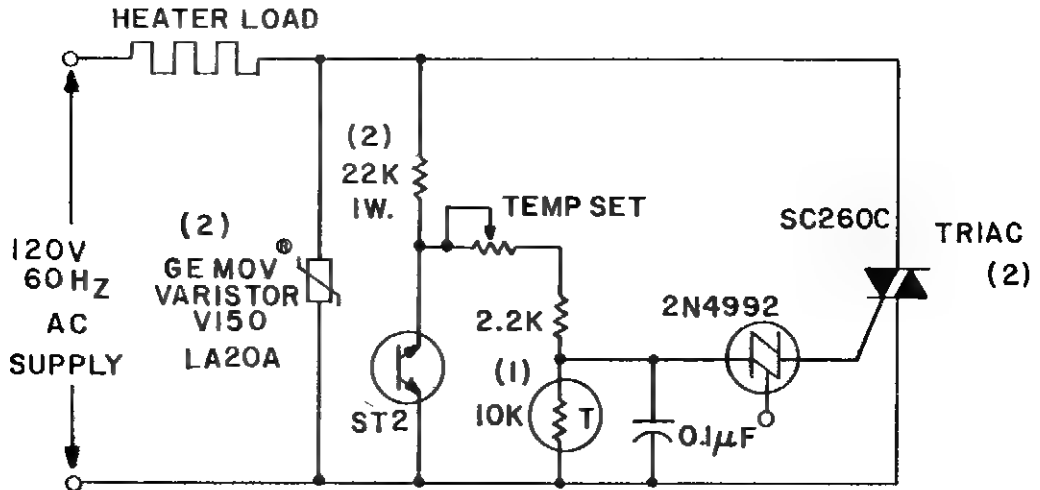 HEATER LOAD
(2)
22K
1W.
TEMP SET
SC260C
TRIAC
(2)
120V
60HZ
AC
SUPPLY
(2)
GE MOV®
VARISTOR
V150
LA20A
2.2K
2N4992
(1)
10K
T
ST2
0.1µF